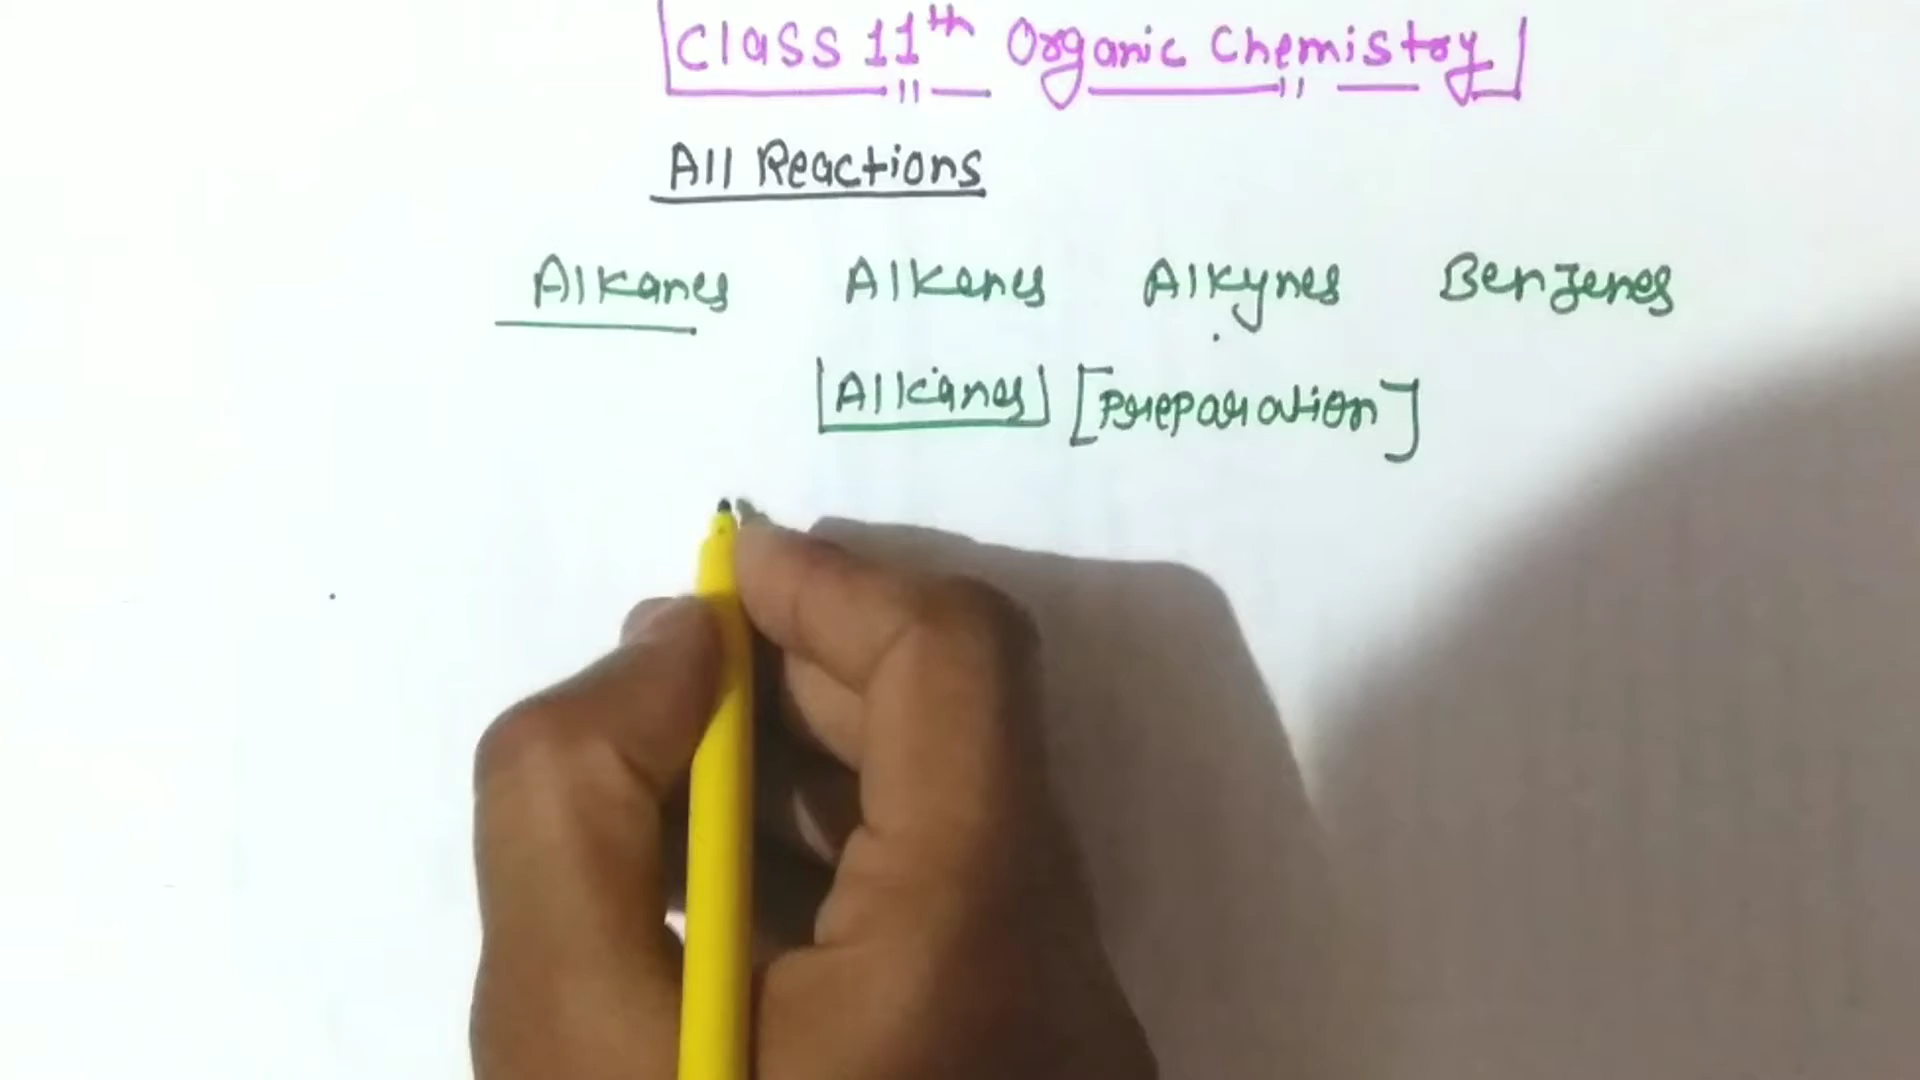 Class 11th Organic Chemistry
All Reactions
Alkanes Alkenes Alkynes Benzenes
Alkanes [Preparation]